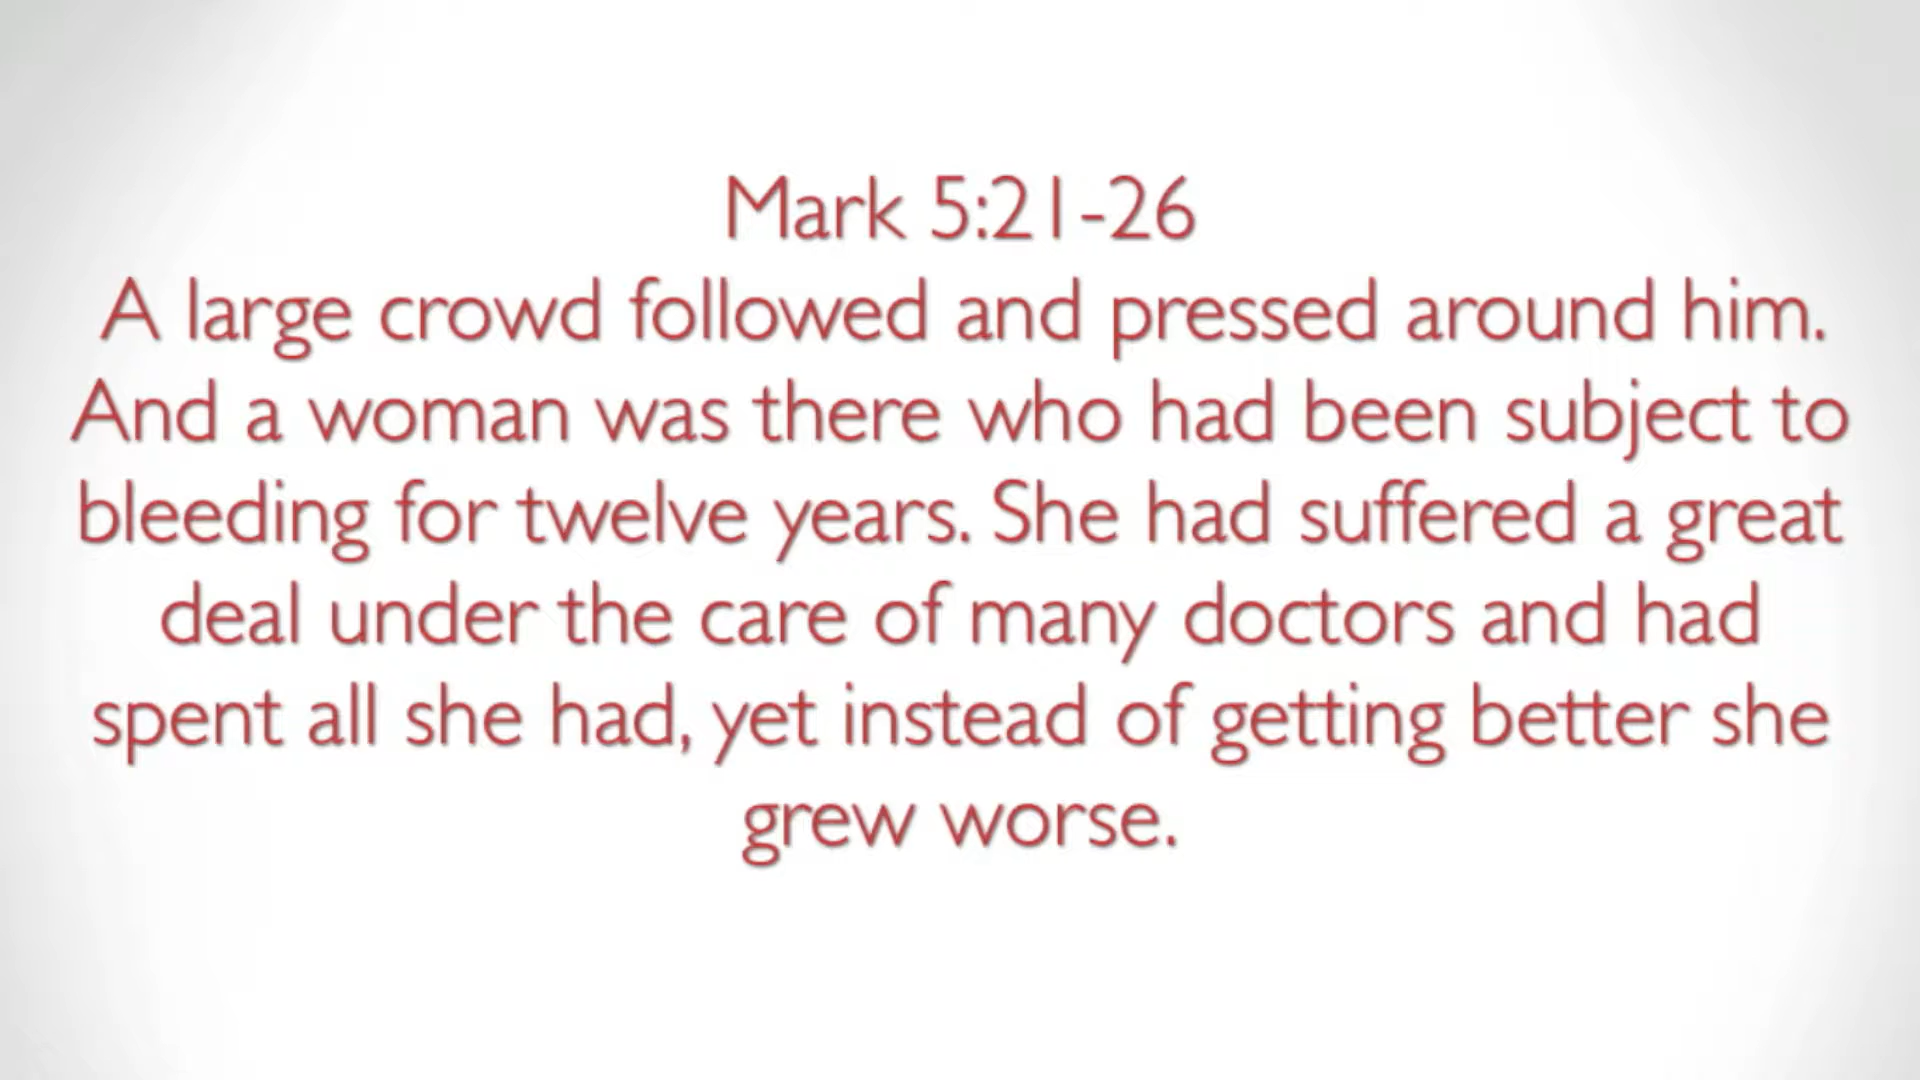 Mark 5:21-26
A large crowd followed and pressed around him.
And a woman was there who had been subject to
bleeding for twelve years. She had suffered a great
deal under the care of many doctors and had
spent all she had, yet instead of getting better she
grew worse.